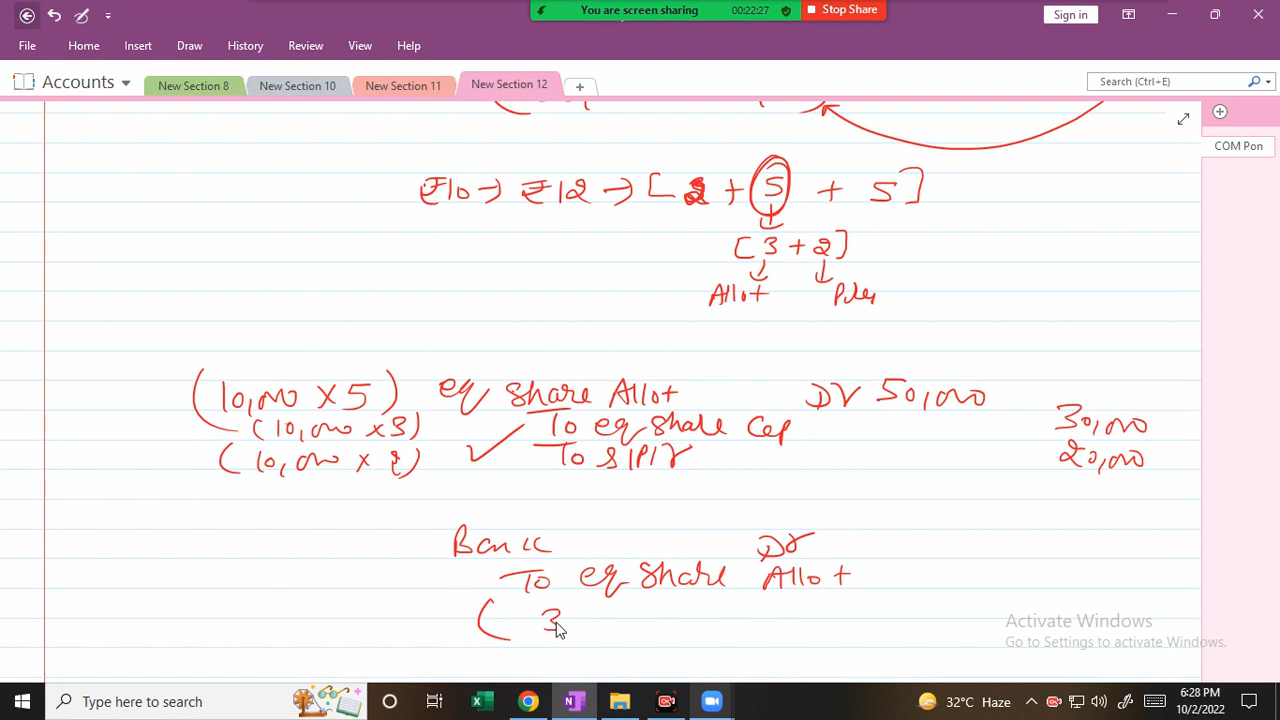 You are screen sharing 00:22:27 Stop Share
Sign in
File Home Insert Draw History Review View Help
Accounts New Section 8 New Section 10 New Section 11 New Section 12 Search (Ctrl+E)
COM Pon
₹10 → ₹12 → [ 2 + 5 + 5 ]
[ 3 + 2 ]
Allot
(10,000 × 5) eq share Allot Dr 50,000
(10,000 × 3) To eq share Cap 30,000
(10,000 × 2) To S/P/r 20,000
Bank Dr
To eq share Allot
( 3
Activate Windows
Go to Settings to activate Windows.
Type here to search 32°C Haze 6:28 PM
10/2/2022